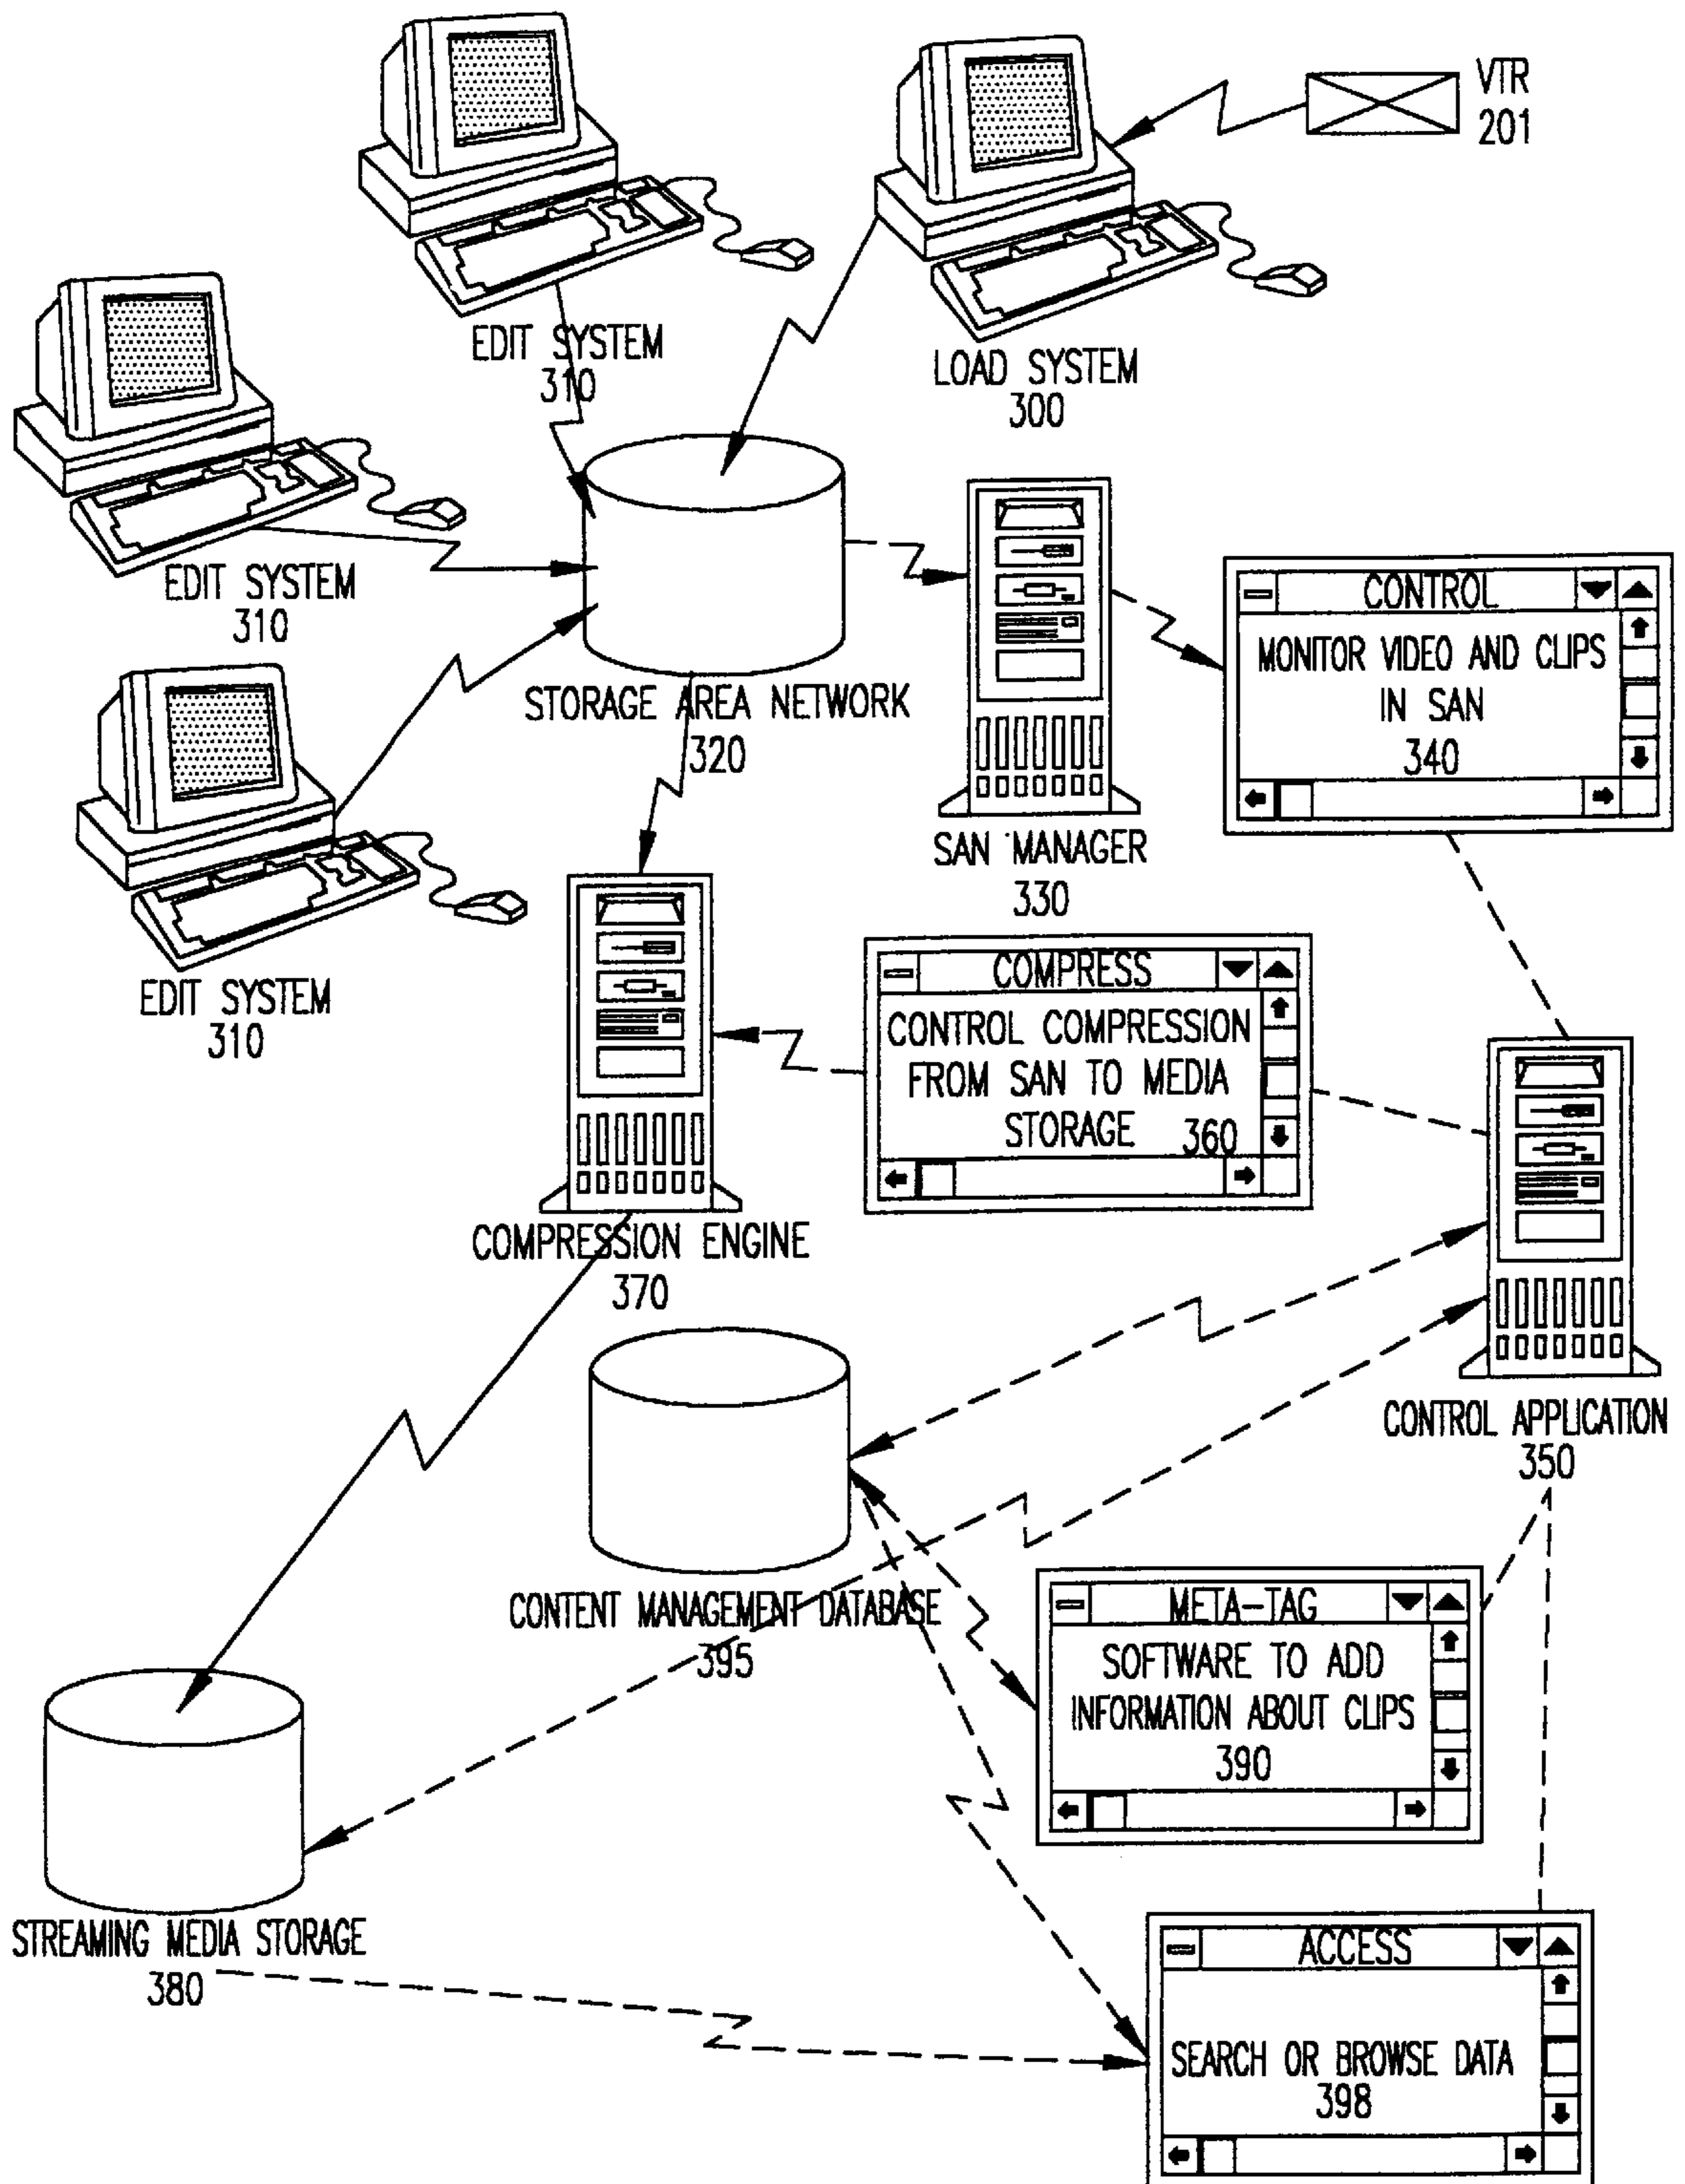 VTR
201
EDIT SYSTEM
310
LOAD SYSTEM
300
EDIT SYSTEM
310
CONTROL
MONITOR VIDEO AND CLIPS
IN SAN
340
STORAGE AREA NETWORK
320
SAN MANAGER
330
EDIT SYSTEM
310
COMPRESS
CONTROL COMPRESSION
FROM SAN TO MEDIA
STORAGE 360
COMPRESSION ENGINE
370
CONTROL APPLICATION
350
CONTENT MANAGEMENT DATABASE
395
META-TAG
SOFTWARE TO ADD
INFORMATION ABOUT CLIPS
390
STREAMING MEDIA STORAGE
380
ACCESS
SEARCH OR BROWSE DATA
398